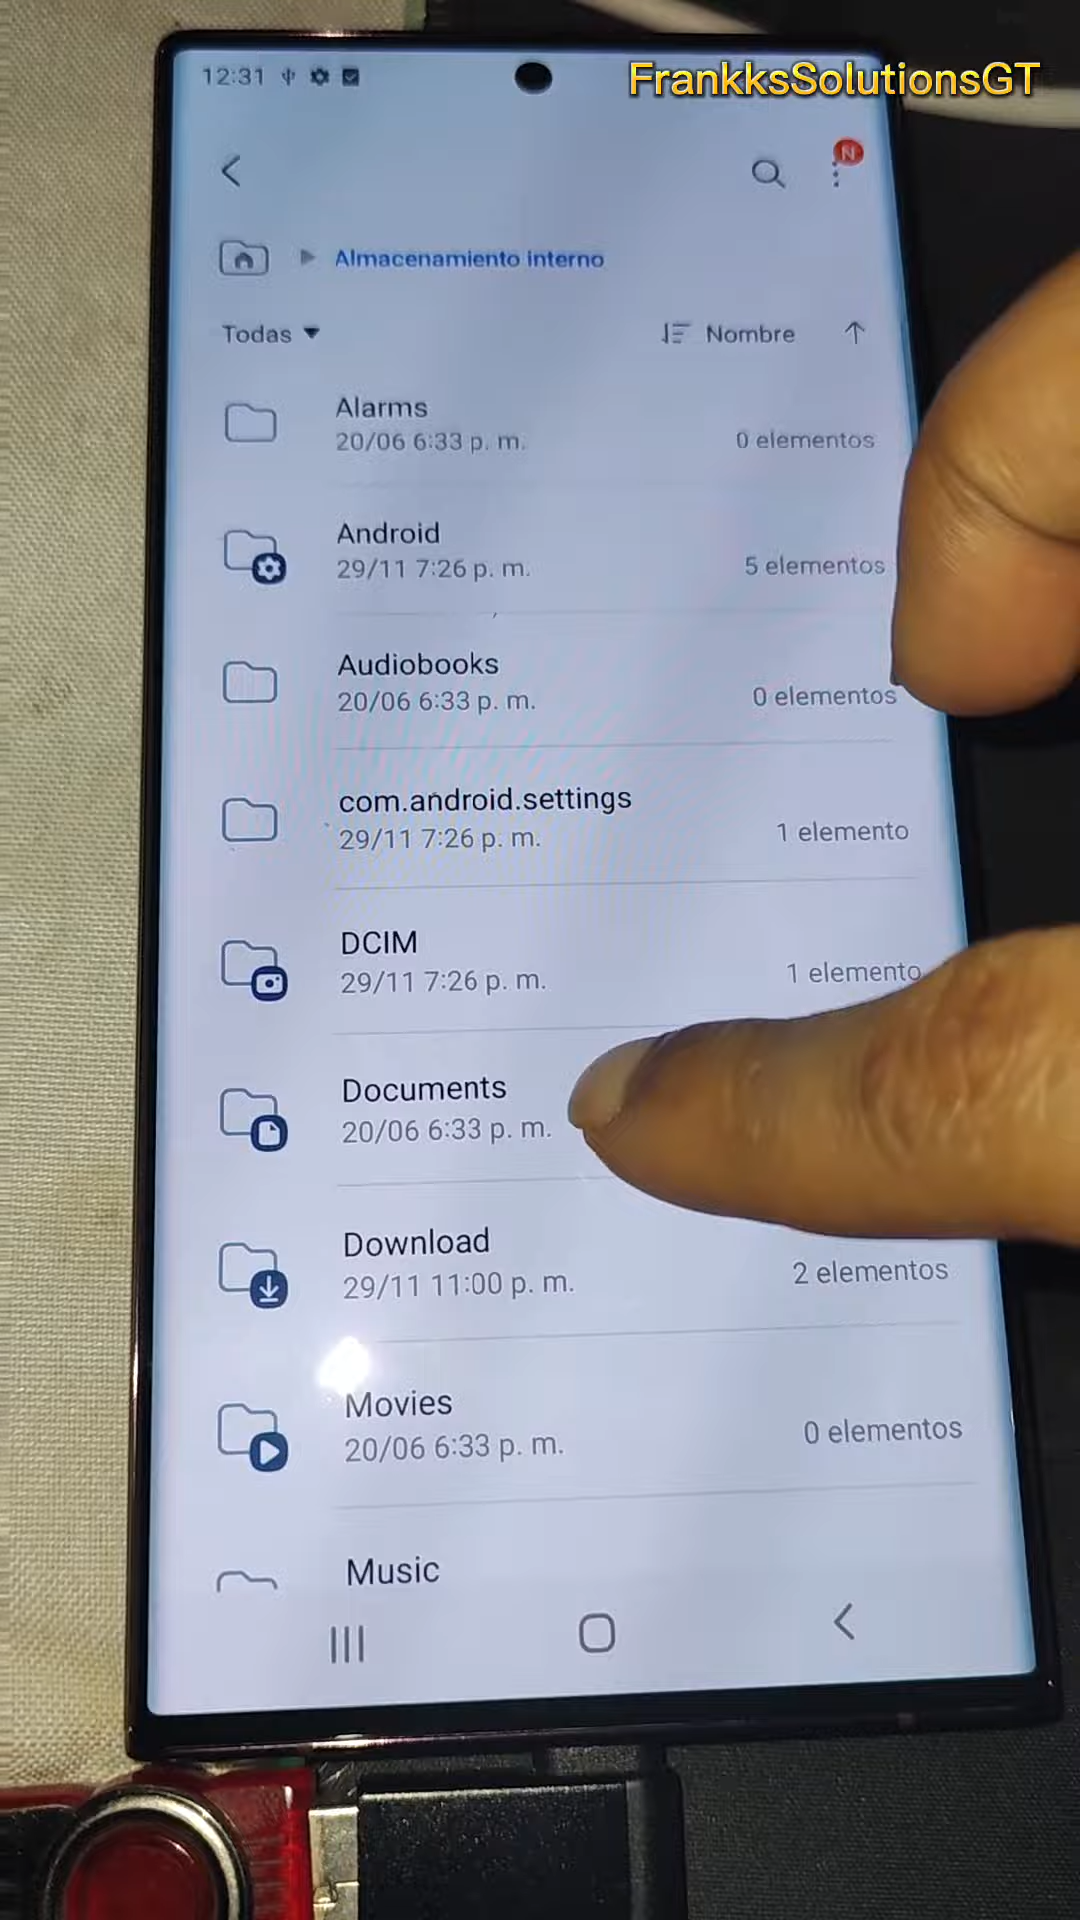 12:31
FrankksSolutionsGT
N
Almacenamiento interno
Todas
Nombre
Alarms
20/06 6:33 p. m.
0 elementos
Android
29/11 7:26 p. m.
5 elementos
Audiobooks
20/06 6:33 p. m.
0 elementos
com.android.settings
29/11 7:26 p. m.
1 elemento
DCIM
29/11 7:26 p. m.
1 elemento
Documents
20/06 6:33 p. m.
Download
29/11 11:00 p. m.
2 elementos
Movies
20/06 6:33 p. m.
0 elementos
Music